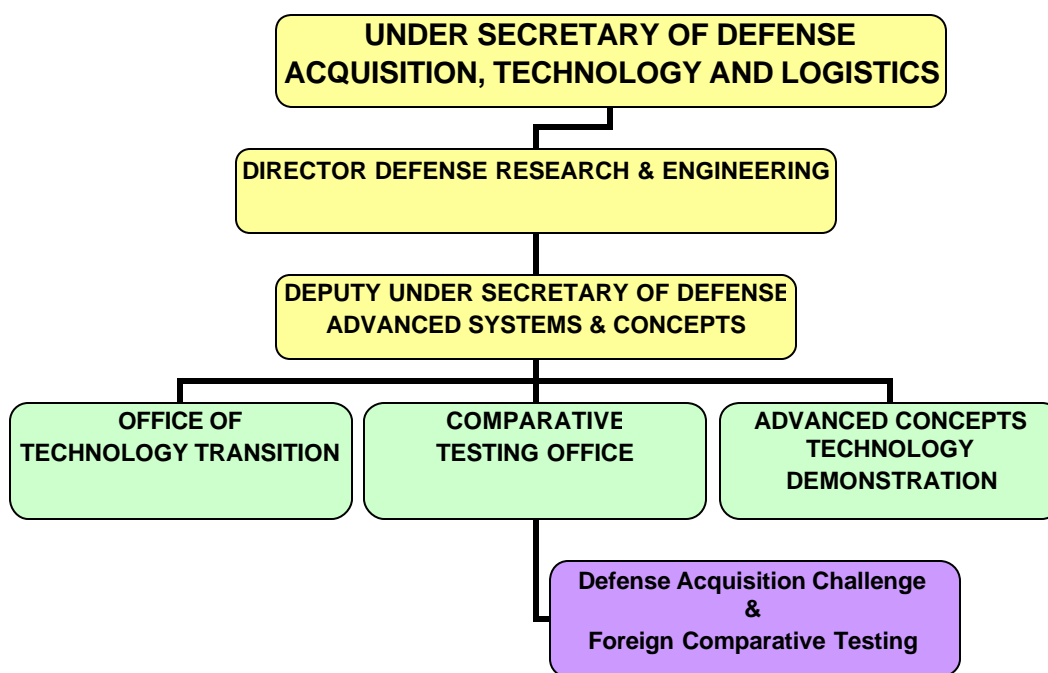 UNDER SECRETARY OF DEFENSE
ACQUISITION, TECHNOLOGY AND LOGISTICS
DIRECTOR DEFENSE RESEARCH & ENGINEERING
DEPUTY UNDER SECRETARY OF DEFENSE
ADVANCED SYSTEMS & CONCEPTS
OFFICE OF
TECHNOLOGY TRANSITION
COMPARATIVE
TESTING OFFICE
ADVANCED CONCEPTS
TECHNOLOGY
DEMONSTRATION
Defense Acquisition Challenge
&
Foreign Comparative Testing